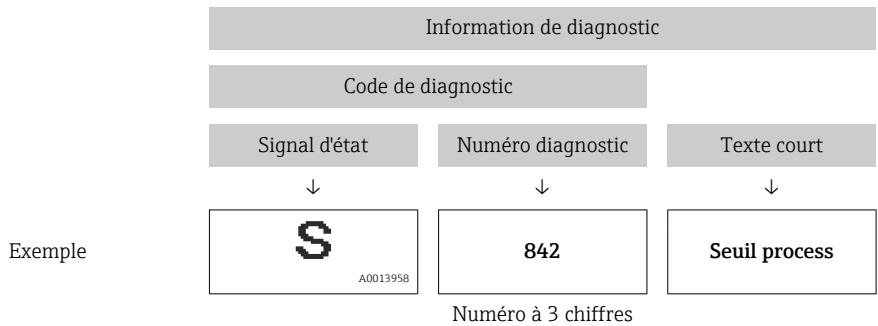 Information de diagnostic
Code de diagnostic
Signal d'état Numéro diagnostic Texte court
↓ ↓ ↓
Exemple S 842 Seuil process
A0013958
Numéro à 3 chiffres